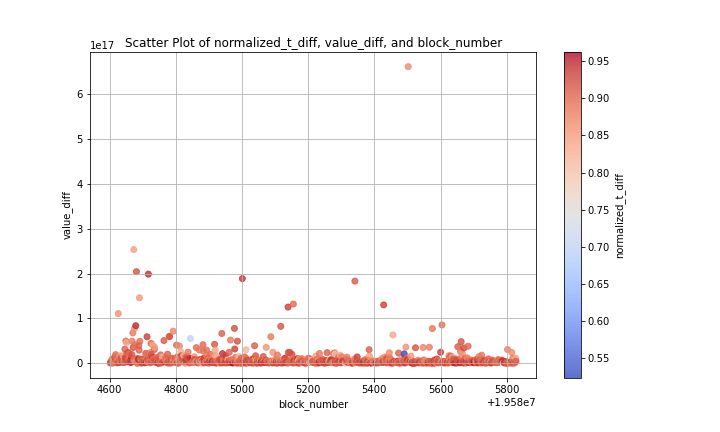 Scatter Plot of normalized_t_diff, value_diff, and block_number
1e17
6
5
4
3
2
1
0
value_diff
4600 4800 5000 5200 5400 5600 5800
+1.958e7
block_number
0.95
0.90
0.85
0.80
0.75
0.70
0.65
0.60
0.55
normalized_t_diff